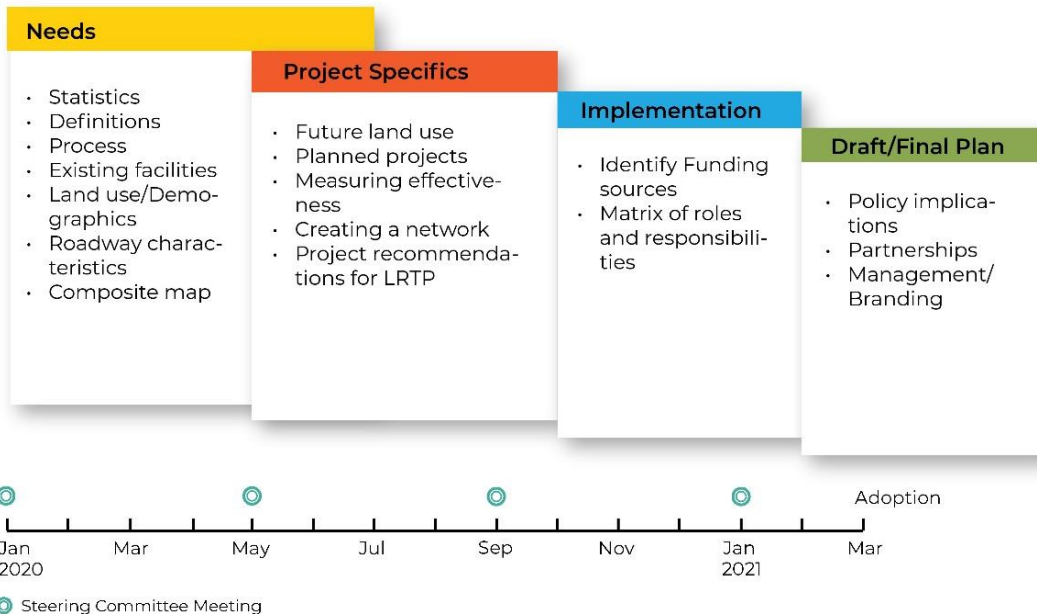 Needs
• Statistics
• Definitions
• Process
• Existing facilities
• Land use/Demo-
graphics
• Roadway charac-
teristics
• Composite map
Project Specifics
• Future land use
• Planned projects
• Measuring effective-
ness
• Creating a network
• Project recommenda-
tions for LRTP
Implementation
• Identify Funding
sources
• Matrix of roles
and responsibili-
ties
Draft/Final Plan
• Policy implica-
tions
• Partnerships
• Management/
Branding
Adoption
Jan Mar May Jul Sep Nov Jan Mar
2020 2021
Steering Committee Meeting